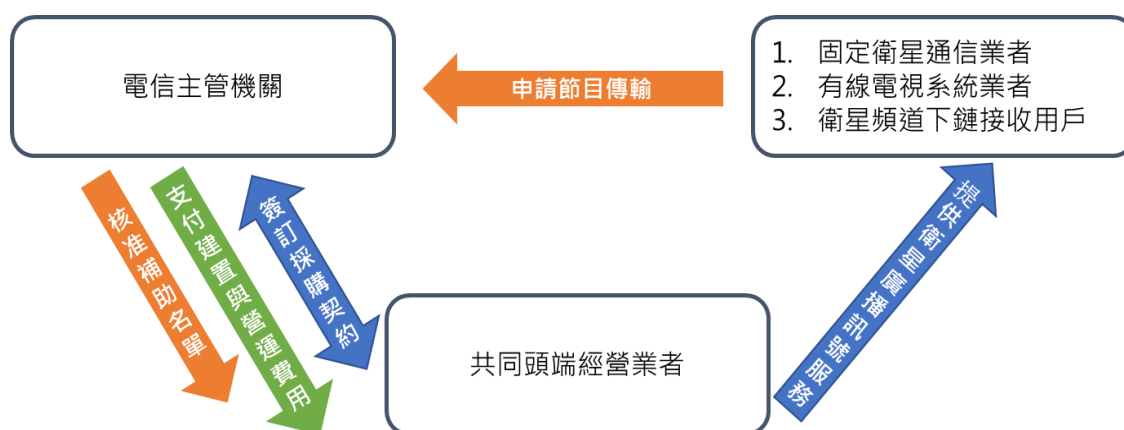 電信主管機關
申請節目傳輸
1. 固定衛星通信業者
2. 有線電視系統業者
3. 衛星頻道下鏈接收用戶
核准補助名單
支付建置與營運費用
簽訂採購契約
共同頭端經營業者
提供衛星廣播訊號服務